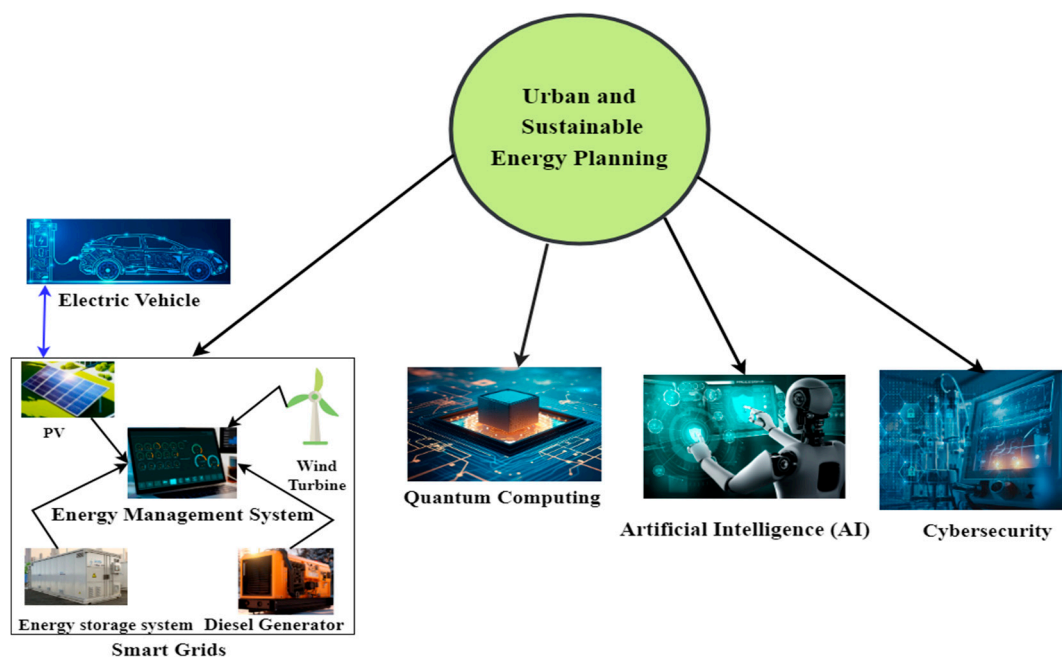 Urban and
Sustainable
Energy Planning
Electric Vehicle
PV
Wind
Turbine
Energy Management System
Energy storage system
Diesel Generator
Smart Grids
Quantum Computing
Artificial Intelligence (AI)
Cybersecurity